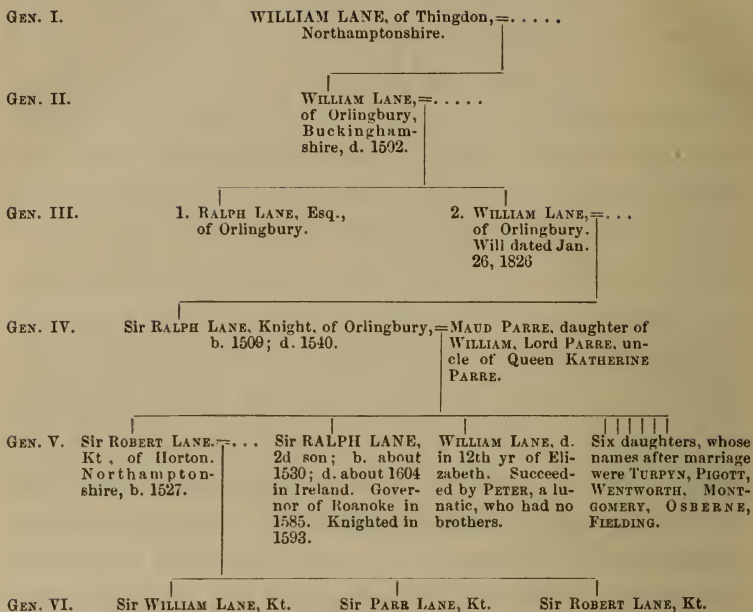 GEN. I. WILLIAM LANE, of Thingdon,=.....
Northamptonshire.
GEN. II. WILLIAM LANE,=.....
of Orlingbury,
Buckingham-
shire, d. 1502.
GEN. III. 1. RALPH LANE, Esq.,
of Orlingbury.
2. WILLIAM LANE,=...
of Orlingbury.
Will dated Jan.
26, 1826
GEN. IV. Sir RALPH LANE, Knight, of Orlingbury,=MAUD PARRE, daughter of
b. 1509; d. 1540.
WILLIAM, Lord PARRE, un-
cle of Queen KATHERINE
PARRE.
GEN. V. Sir ROBERT LANE.=...
Kt , of Horton.
Northampton-
shire, b. 1527.
Sir RALPH LANE,
2d son; b. about
1530; d. about 1604
in Ireland. Gover-
nor of Roanoke in
1585. Knighted in
1593.
WILLIAM LANE, d.
in 12th yr of Eli-
zabeth. Succeed-
ed by PETER, a lu-
natic, who had no
brothers.
Six daughters, whose
names after marriage
were TURPYN, PIGOTT,
WENTWORTH, MONT-
GOMERY, OSBERNE,
FIELDING.
GEN. VI. Sir WILLIAM LANE, Kt. Sir PARR LANE, Kt. Sir ROBERT LANE, Kt.